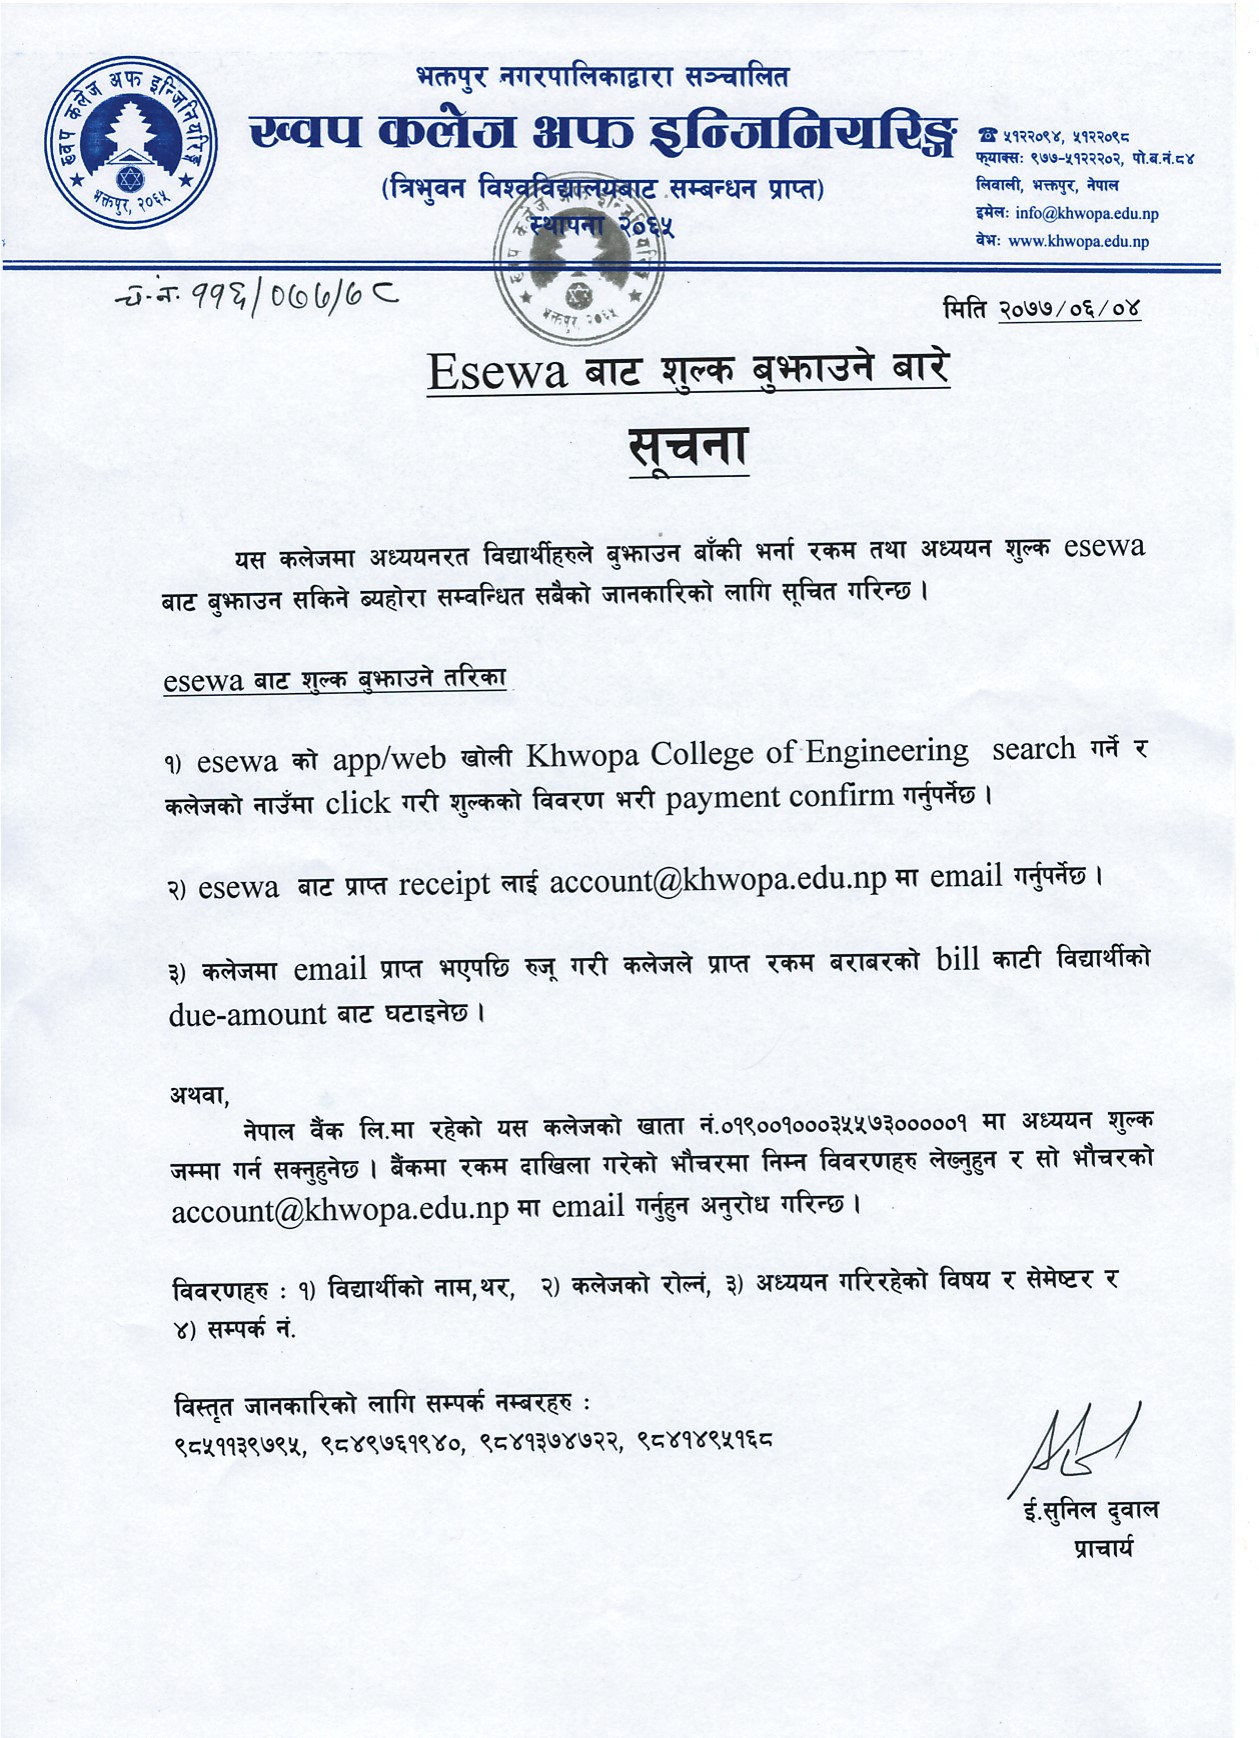 ख्वप कलेज अफ इन्जिनियरिङ्ग
भक्तपुर, २०६५
भक्तपुर नगरपालिकाद्वारा सञ्चालित
ख्वप कलेज अफ इन्जिनियरिङ्ग
(त्रिभुवन विश्वविद्यालयबाट सम्बन्धन प्राप्त)
स्थापना २०६५
☎ ५१२२०९४, ५१२२०९८
फ्याक्सः ९७७-५१२२२०२, पो.ब.नं.८४
लिवाली, भक्तपुर, नेपाल
इमेलः info@khwopa.edu.np
वेभः www.khwopa.edu.np
भक्तपुर, २०६५
च.नं. ११६/०७७/७८
मिति २०७७/०६/०४
Esewa बाट शुल्क बुझाउने बारे
सूचना
यस कलेजमा अध्ययनरत विद्यार्थीहरुले बुझाउन बाँकी भर्ना रकम तथा अध्ययन शुल्क esewa
बाट बुझाउन सकिने ब्यहोरा सम्वन्धित सबैको जानकारिको लागि सूचित गरिन्छ ।
esewa बाट शुल्क बुझाउने तरिका
१) esewa को app/web खोली Khwopa College of Engineering search गर्ने र
कलेजको नाउँमा click गरी शुल्कको विवरण भरी payment confirm गर्नुपर्नेछ ।
२) esewa बाट प्राप्त receipt लाई account@khwopa.edu.np मा email गर्नुपर्नेछ ।
३) कलेजमा email प्राप्त भएपछि रुजू गरी कलेजले प्राप्त रकम बराबरको bill काटी विद्यार्थीको
due-amount बाट घटाइनेछ ।
अथवा,
नेपाल वैंक लि.मा रहेको यस कलेजको खाता नं.०१९००१०००३५५७३०००००१ मा अध्ययन शुल्क
जम्मा गर्न सक्नुहुनेछ । बैंकमा रकम दाखिला गरेको भौचरमा निम्न विवरणहरु लेख्नुहुन र सो भौचरको
account@khwopa.edu.np मा email गर्नुहुन अनुरोध गरिन्छ ।
विवरणहरु : १) विद्यार्थीको नाम,थर, २) कलेजको रोल्नं, ३) अध्ययन गरिरहेको विषय र सेमेष्टर र
४) सम्पर्क नं.
विस्तृत जानकारिको लागि सम्पर्क नम्बरहरु :
९८५११३९७९५, ९८४९७६१९४०, ९८४१३७४७२२, ९८४१४९५१६८
ई.सुनिल दुवाल
प्राचार्य